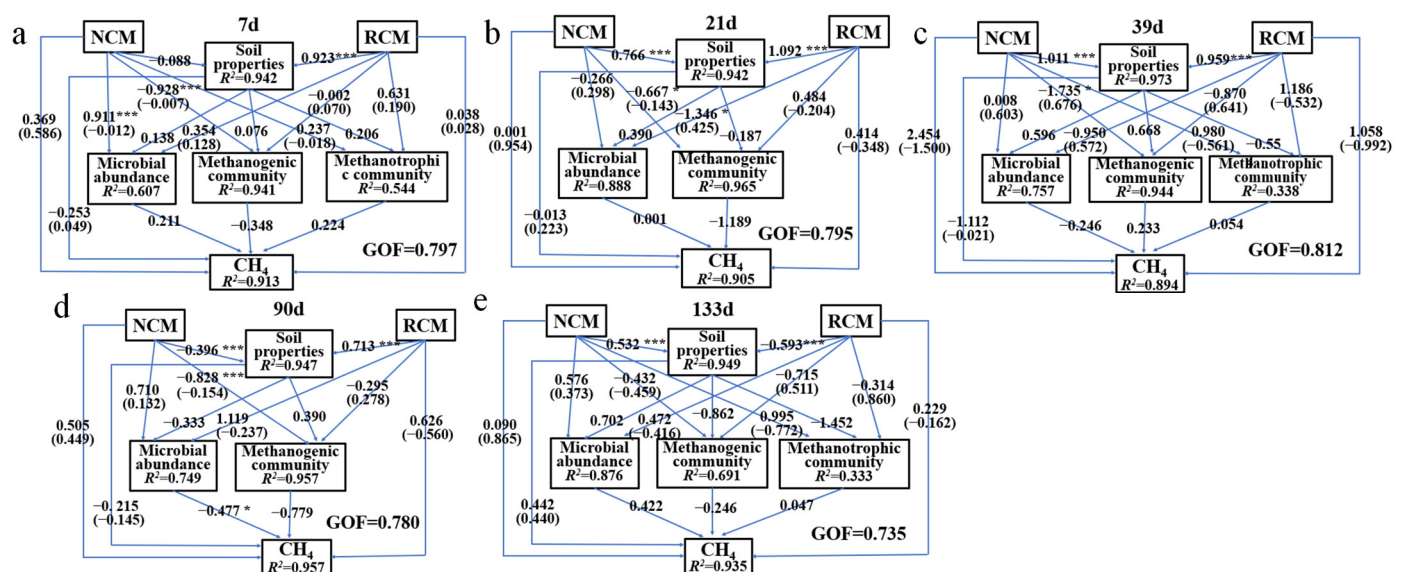 a
7d
NCM
Soil
properties
R²=0.942
RCM
−0.088
0.923***
−0.928***
(−0.007)
−0.002
(0.070)
0.631
(0.190)
0.369
(0.586)
0.911***
(−0.012)
0.138
0.354
(0.128)
0.076
0.237
(−0.018)
0.206
0.038
(0.028)
Microbial
abundance
R²=0.607
Methanogenic
community
R²=0.941
Methanotrophi
c community
R²=0.544
−0.253
(0.049)
0.211
−0.348
0.224
GOF=0.797
CH₄
R²=0.913
b
21d
NCM
Soil
properties
R²=0.942
RCM
0.766 ***
1.092 ***
−0.266
(0.298)
−0.667 *
(−0.143)
−1.346 *
(0.425)
0.484
(−0.204)
0.001
(0.954)
0.390
−0.187
0.414
(−0.348)
Microbial
abundance
R²=0.888
Methanogenic
community
R²=0.965
−0.013
(0.223)
0.001
−1.189
GOF=0.795
CH₄
R²=0.905
c
39d
NCM
Soil
properties
R²=0.973
RCM
1.011 ***
0.959***
0.008
(0.603)
−1.735 *
(0.676)
−0.870
(0.641)
1.186
(−0.532)
2.454
(−1.500)
0.596
−0.950
(0.572)
0.668
0.980
(−0.561)
−0.55
1.058
(−0.992)
Microbial
abundance
R²=0.757
Methanogenic
community
R²=0.944
Methanotrophic
community
R²=0.338
−1.112
(−0.021)
−0.246
0.233
0.054
GOF=0.812
CH₄
R²=0.894
d
90d
NCM
Soil
properties
R²=0.947
RCM
−0.396 ***
0.713 ***
0.710
(0.132)
−0.828 ***
(−0.154)
−0.295
(0.278)
0.505
(0.449)
−0.333
1.119
(−0.237)
0.390
0.626
(−0.560)
Microbial
abundance
R²=0.749
Methanogenic
community
R²=0.957
−0.215
(−0.145)
−0.477 *
−0.779
GOF=0.780
CH₄
R²=0.957
e
133d
NCM
Soil
properties
R²=0.949
RCM
0.532 ***
−0.593***
0.576
(0.373)
−0.432
(−0.459)
−0.715
(0.511)
−0.314
(0.860)
0.090
(0.865)
0.702
0.472
(−0.416)
−0.862
0.995
(−0.772)
−1.452
0.229
(−0.162)
Microbial
abundance
R²=0.876
Methanogenic
community
R²=0.691
Methanotrophic
community
R²=0.333
0.442
(0.440)
0.422
−0.246
0.047
GOF=0.735
CH₄
R²=0.935